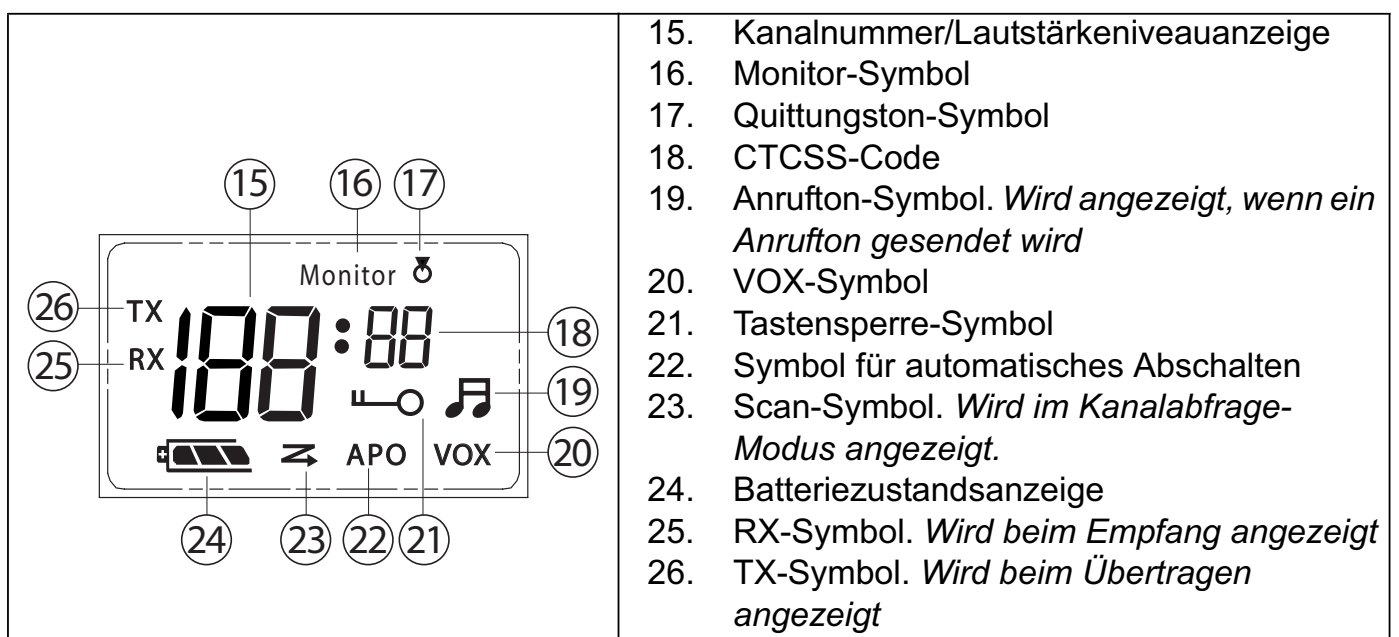 15 16 17
Monitor
26 TX 188:88 18
25 RX
19
APO VOX 20
24 23 22 21
15. Kanalnummer/Lautstärkeniveauanzeige
16. Monitor-Symbol
17. Quittungston-Symbol
18. CTCSS-Code
19. Anrufton-Symbol. Wird angezeigt, wenn ein
Anrufton gesendet wird
20. VOX-Symbol
21. Tastensperre-Symbol
22. Symbol für automatisches Abschalten
23. Scan-Symbol. Wird im Kanalabfrage-
Modus angezeigt.
24. Batteriezustandsanzeige
25. RX-Symbol. Wird beim Empfang angezeigt
26. TX-Symbol. Wird beim Übertragen
angezeigt